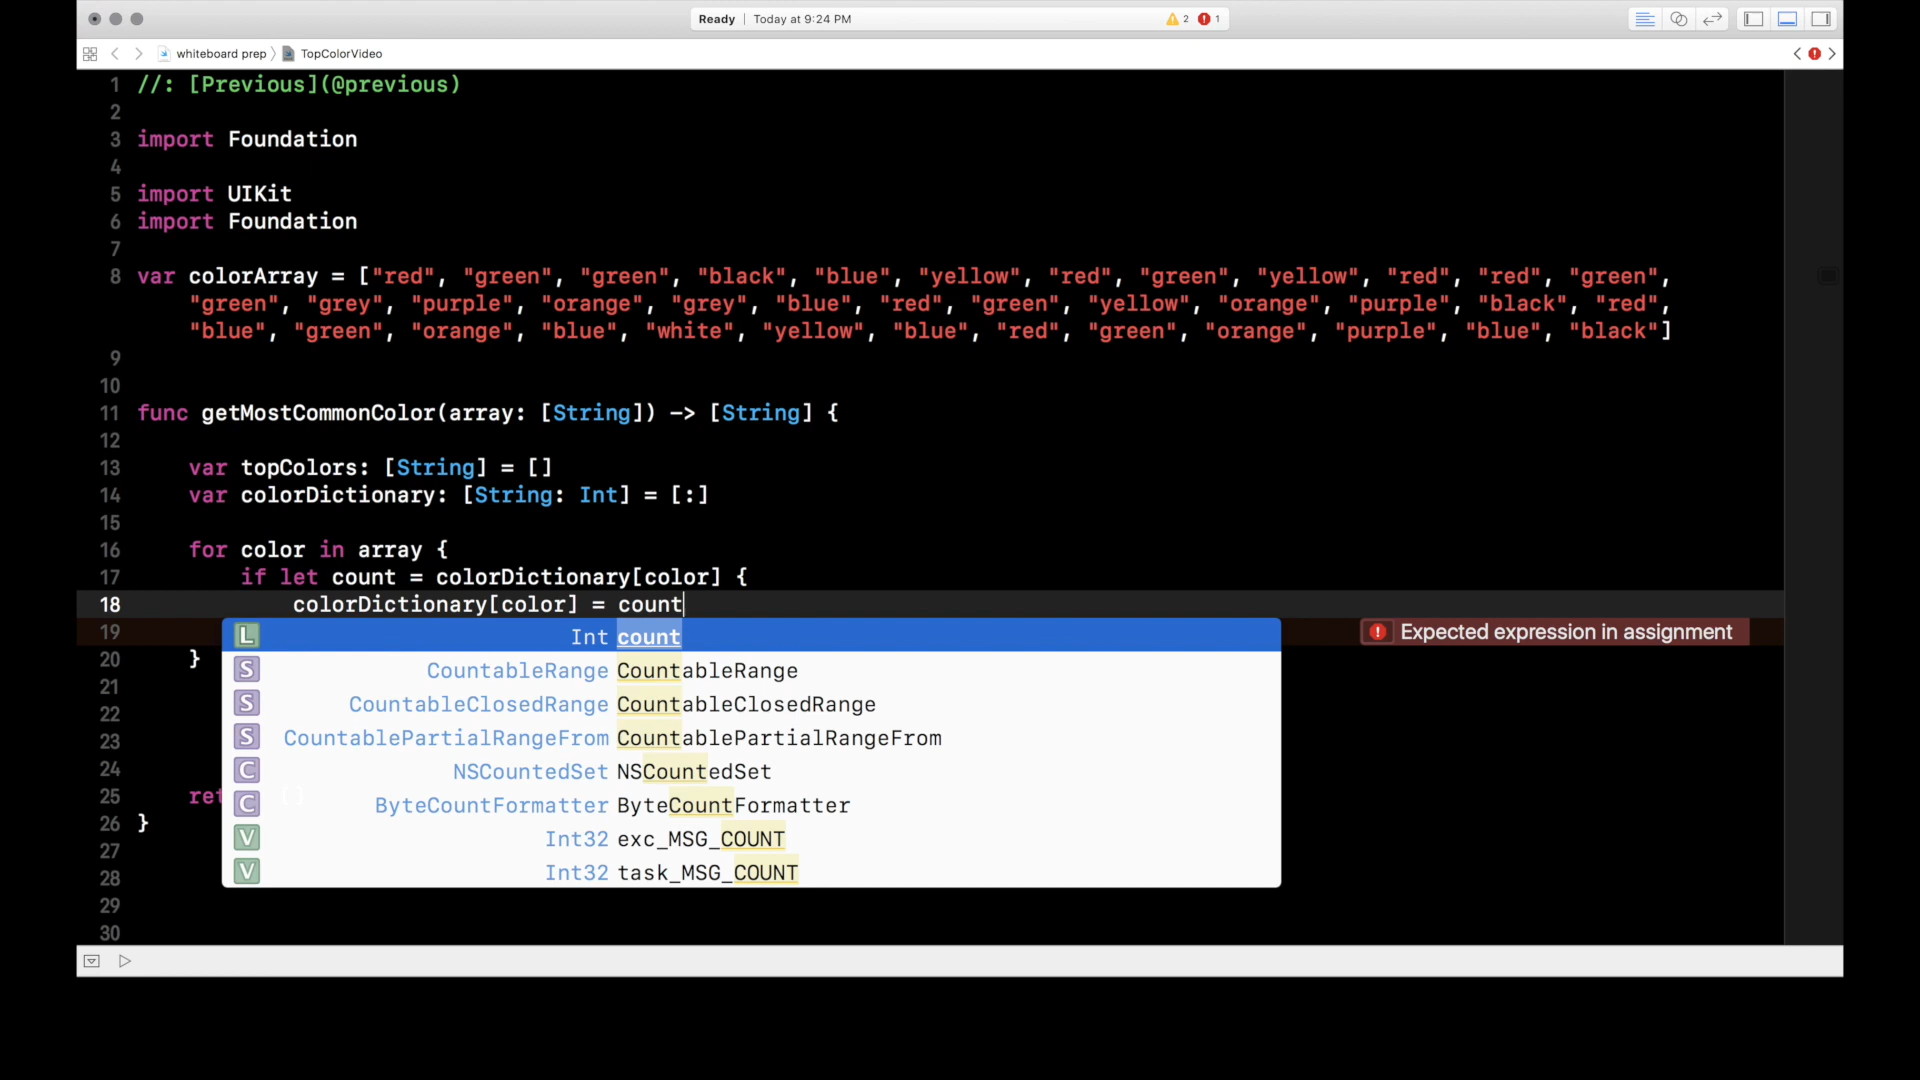 Ready | Today at 9:24 PM 2 1
whiteboard prep TopColorVideo
1 //: [Previous](@previous)
2
3 import Foundation
4
5 import UIKit
6 import Foundation
7
8 var colorArray = ["red", "green", "green", "black", "blue", "yellow", "red", "green", "yellow", "red", "red", "green",
"green", "grey", "purple", "orange", "grey", "blue", "red", "green", "yellow", "orange", "purple", "black", "red",
"blue", "green", "orange", "blue", "white", "yellow", "blue", "red", "green", "orange", "purple", "blue", "black"]
9
10
11 func getMostCommonColor(array: [String]) -> [String] {
12
13 var topColors: [String] = []
14 var colorDictionary: [String: Int] = [:]
15
16 for color in array {
17 if let count = colorDictionary[color] {
18 colorDictionary[color] = count
19 Expected expression in assignment
L Int count
20 }
S CountableRange CountableRange
21
S CountableClosedRange CountableClosedRange
22
S CountablePartialRangeFrom CountablePartialRangeFrom
23
C NSCountedSet NSCountedSet
24
C ByteCountFormatter ByteCountFormatter
25 ret
26 }
V Int32 exc_MSG_COUNT
27
V Int32 task_MSG_COUNT
28
29
30